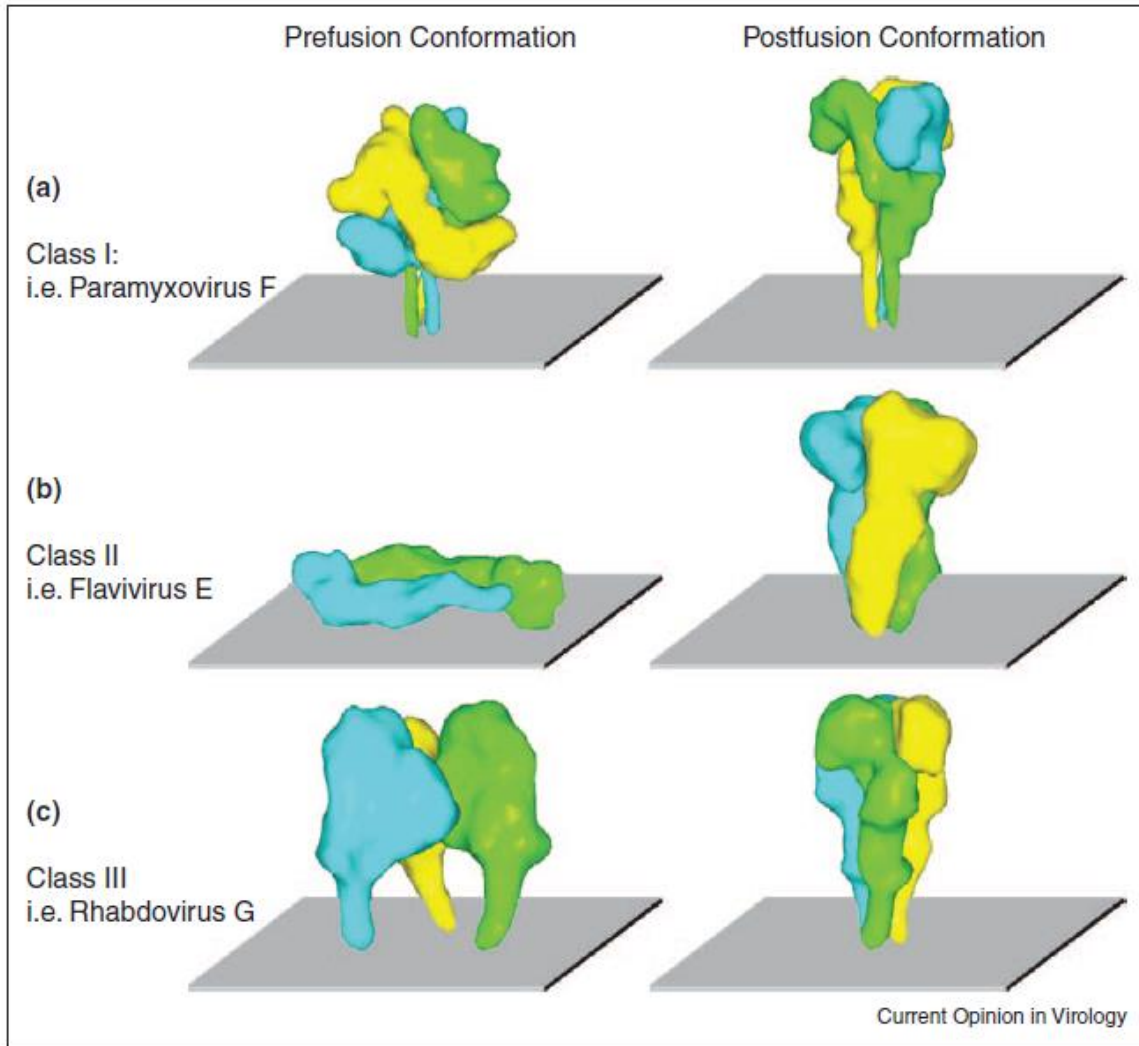 Prefusion Conformation
Postfusion Conformation
(a)
Class I:
i.e. Paramyxovirus F
(b)
Class II
i.e. Flavivirus E
(c)
Class III
i.e. Rhabdovirus G
Current Opinion in Virology